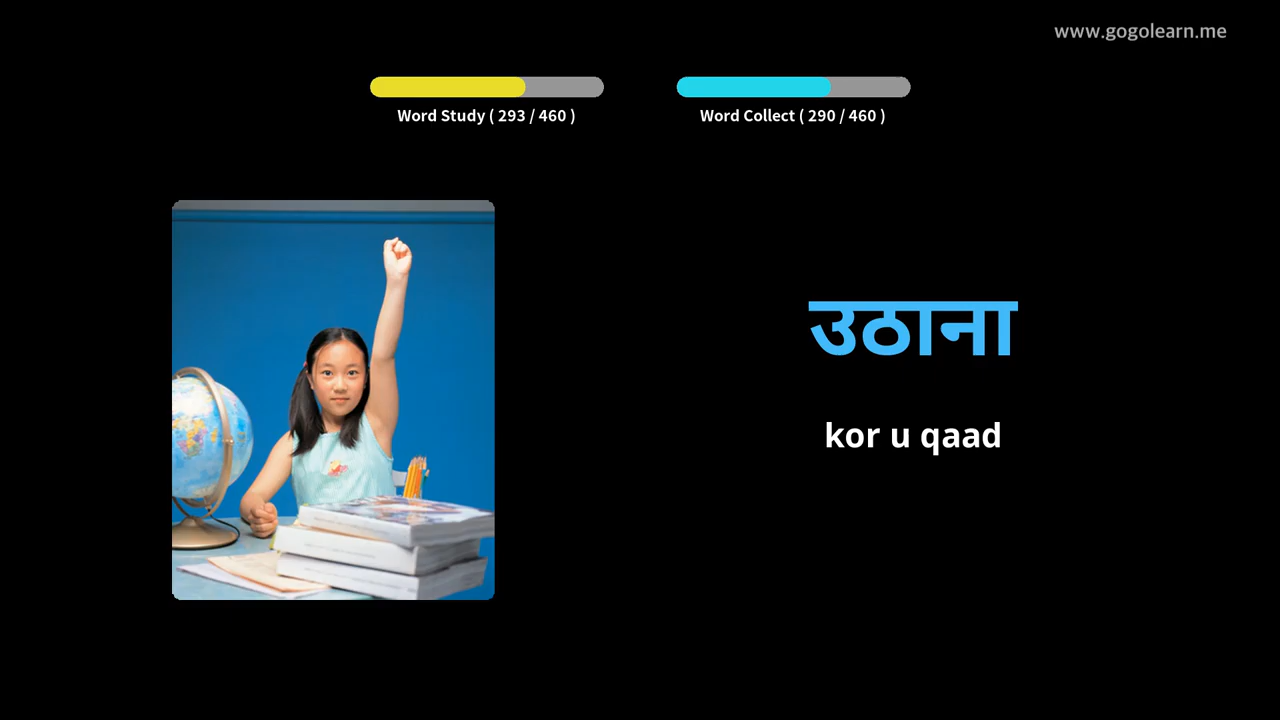 www.gogolearn.me
Word Study ( 293 / 460 )
Word Collect ( 290 / 460 )
उठाना
kor u qaad